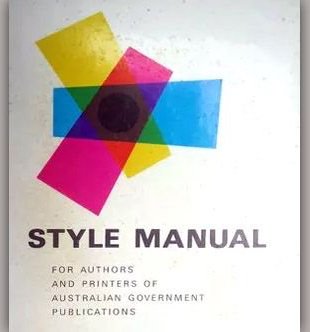 STYLE MANUAL
FOR AUTHORS
AND PRINTERS OF
AUSTRALIAN GOVERNMENT
PUBLICATIONS